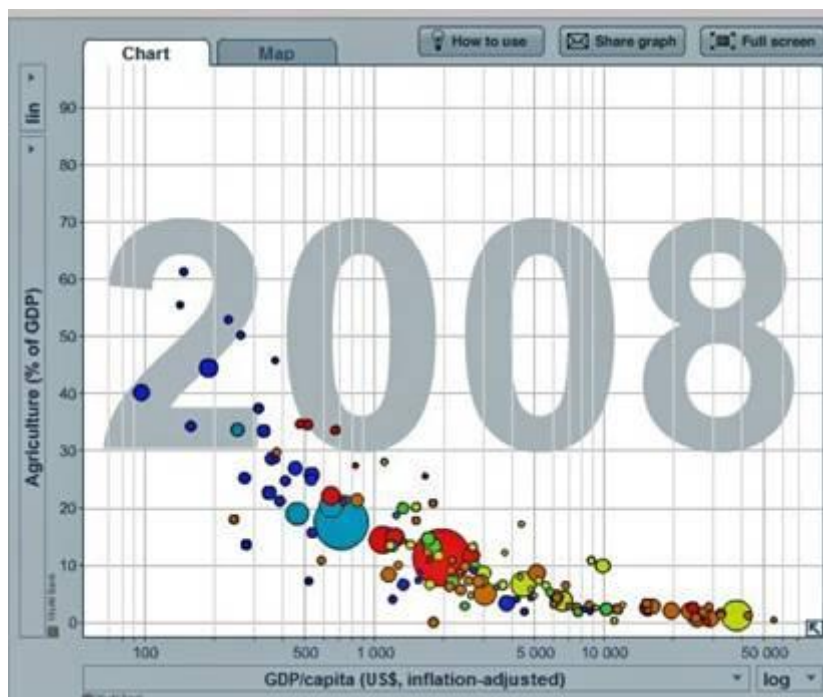 How to use
Share graph
Full screen
Chart
Map
lin
Agriculture (% of GDP)
90
80
70
60
50
40
30
20
10
0
2008
100
500
1 000
5 000
10 000
50 000
GDP/capita (US$, inflation-adjusted)
log